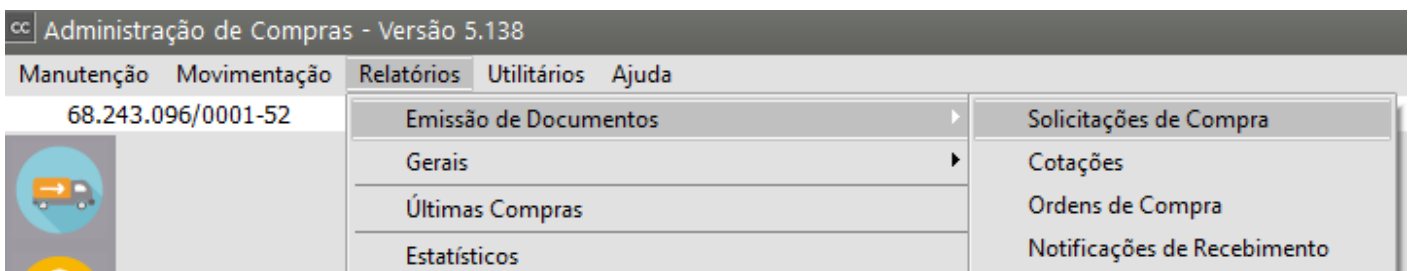 cc Administração de Compras - Versão 5.138
Manutenção Movimentação Relatórios Utilitários Ajuda
68.243.096/0001-52
Emissão de Documentos
Solicitações de Compra
Gerais
Cotações
Últimas Compras
Ordens de Compra
Estatísticos
Notificações de Recebimento